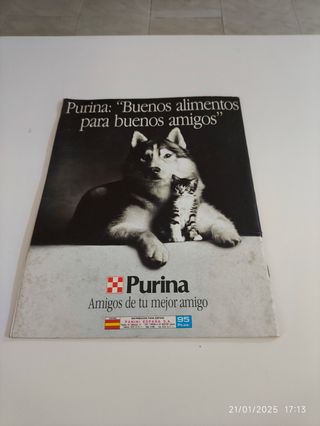 Purina: “Buenos alimentos
para buenos amigos”
Purina
Amigos de tu mejor amigo
PANINI ESPAÑA S.A.
95
Ptas.
21/01/2025 17:13